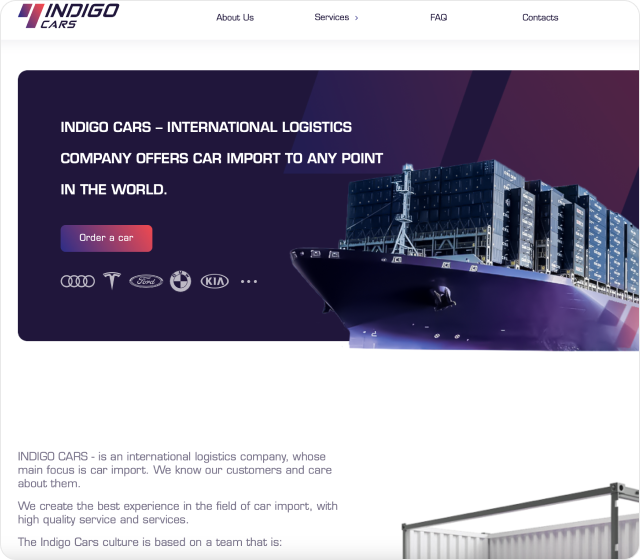 INDIGO
CARS
About Us
Services
FAQ
Contacts
INDIGO CARS – INTERNATIONAL LOGISTICS
COMPANY OFFERS CAR IMPORT TO ANY POINT
IN THE WORLD.
Order a car
Ford
KIA
INDIGO CARS - is an international logistics company, whose
main focus is car import. We know our customers and care
about them.
We create the best experience in the field of car import, with
high quality service and services.
The Indigo Cars culture is based on a team that is: